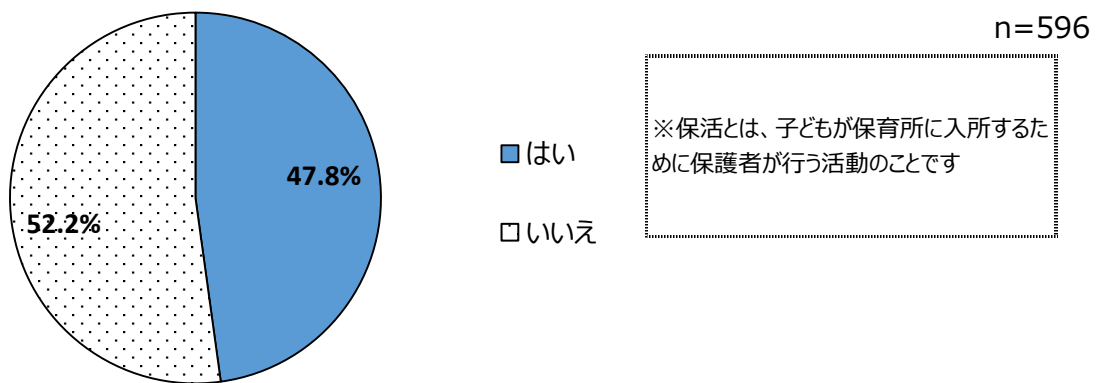 n=596
※保活とは、子どもが保育所に入所するた
めに保護者が行う活動のことです
47.8%
52.2%
はい
いいえ